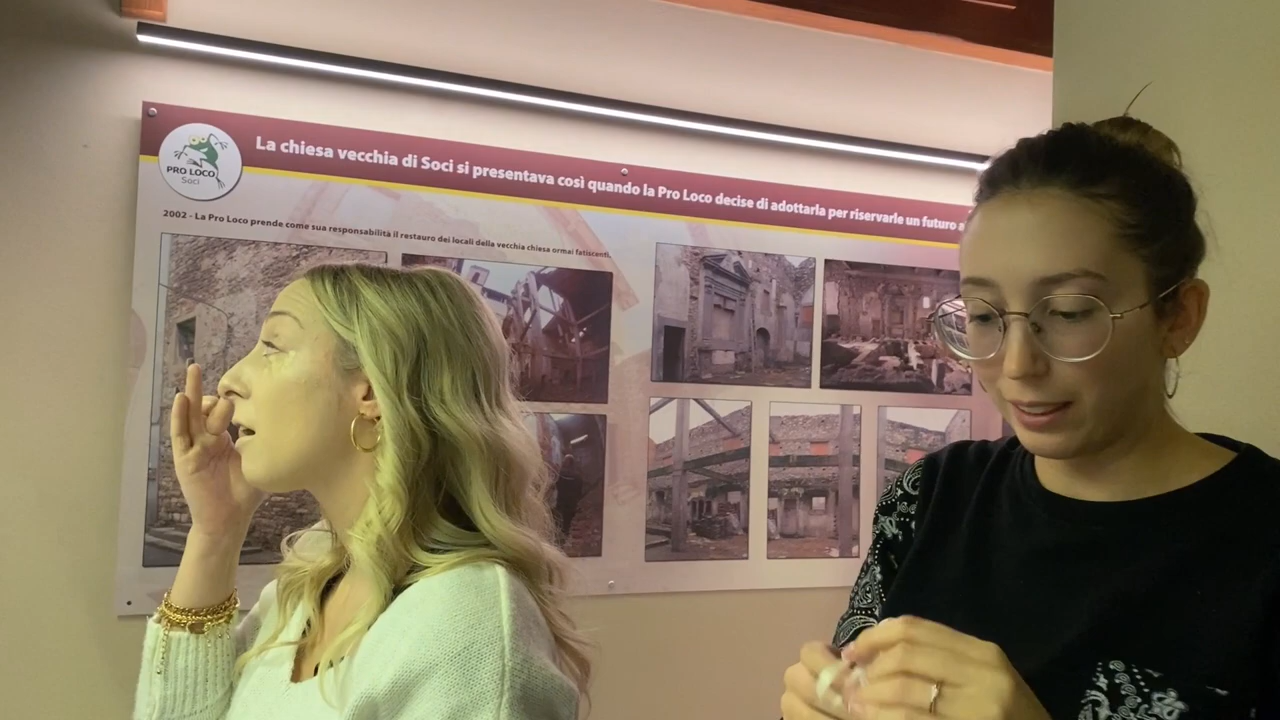 La chiesa vecchia di Soci si presentava così quando la Pro Loco decise di adottarla per riservarle un futuro
PRO LOCO
Soci
2002 - La Pro Loco prende come sua responsabilità il restauro dei locali della vecchia chiesa ormai fatiscenti.